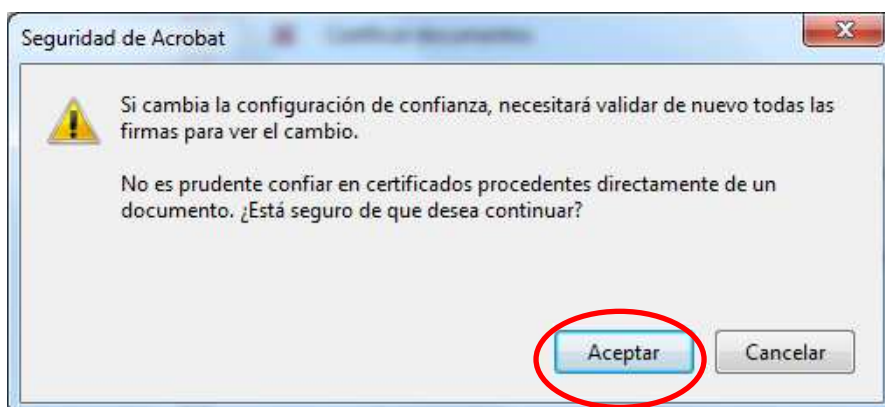 Seguridad de Acrobat
Si cambia la configuración de confianza, necesitará validar de nuevo todas las
firmas para ver el cambio.
No es prudente confiar en certificados procedentes directamente de un
documento. ¿Está seguro de que desea continuar?
Aceptar
Cancelar